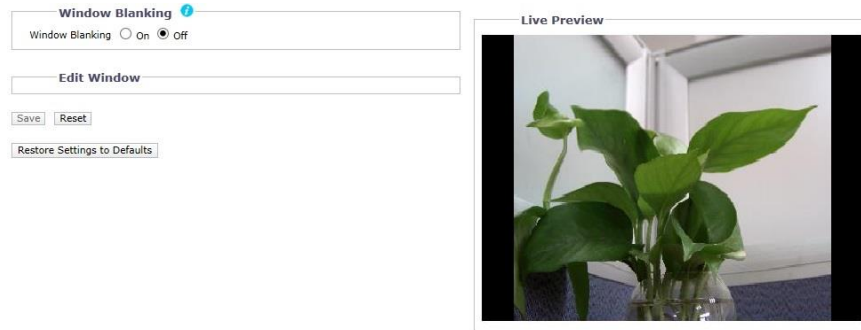 Window Blanking i
Window Blanking On Off
Edit Window
Save Reset
Restore Settings to Defaults
Live Preview